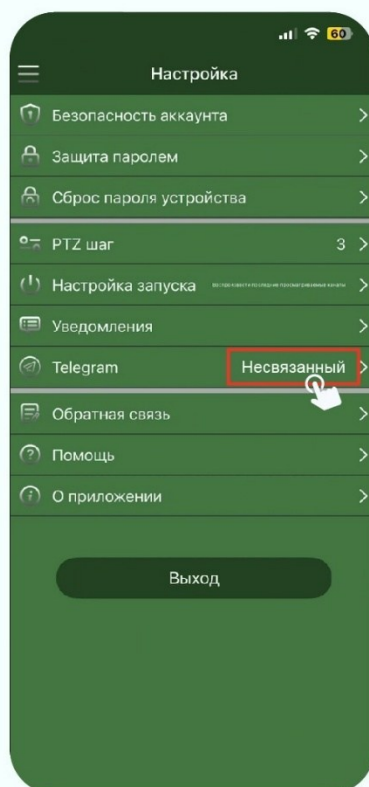 60
Настройка
Безопасность аккаунта
Защита паролем
Сброс пароля устройства
PTZ шаг 3
Настройка запуска
Уведомления
Telegram Несвязанный
Обратная связь
Помощь
О приложении
Выход